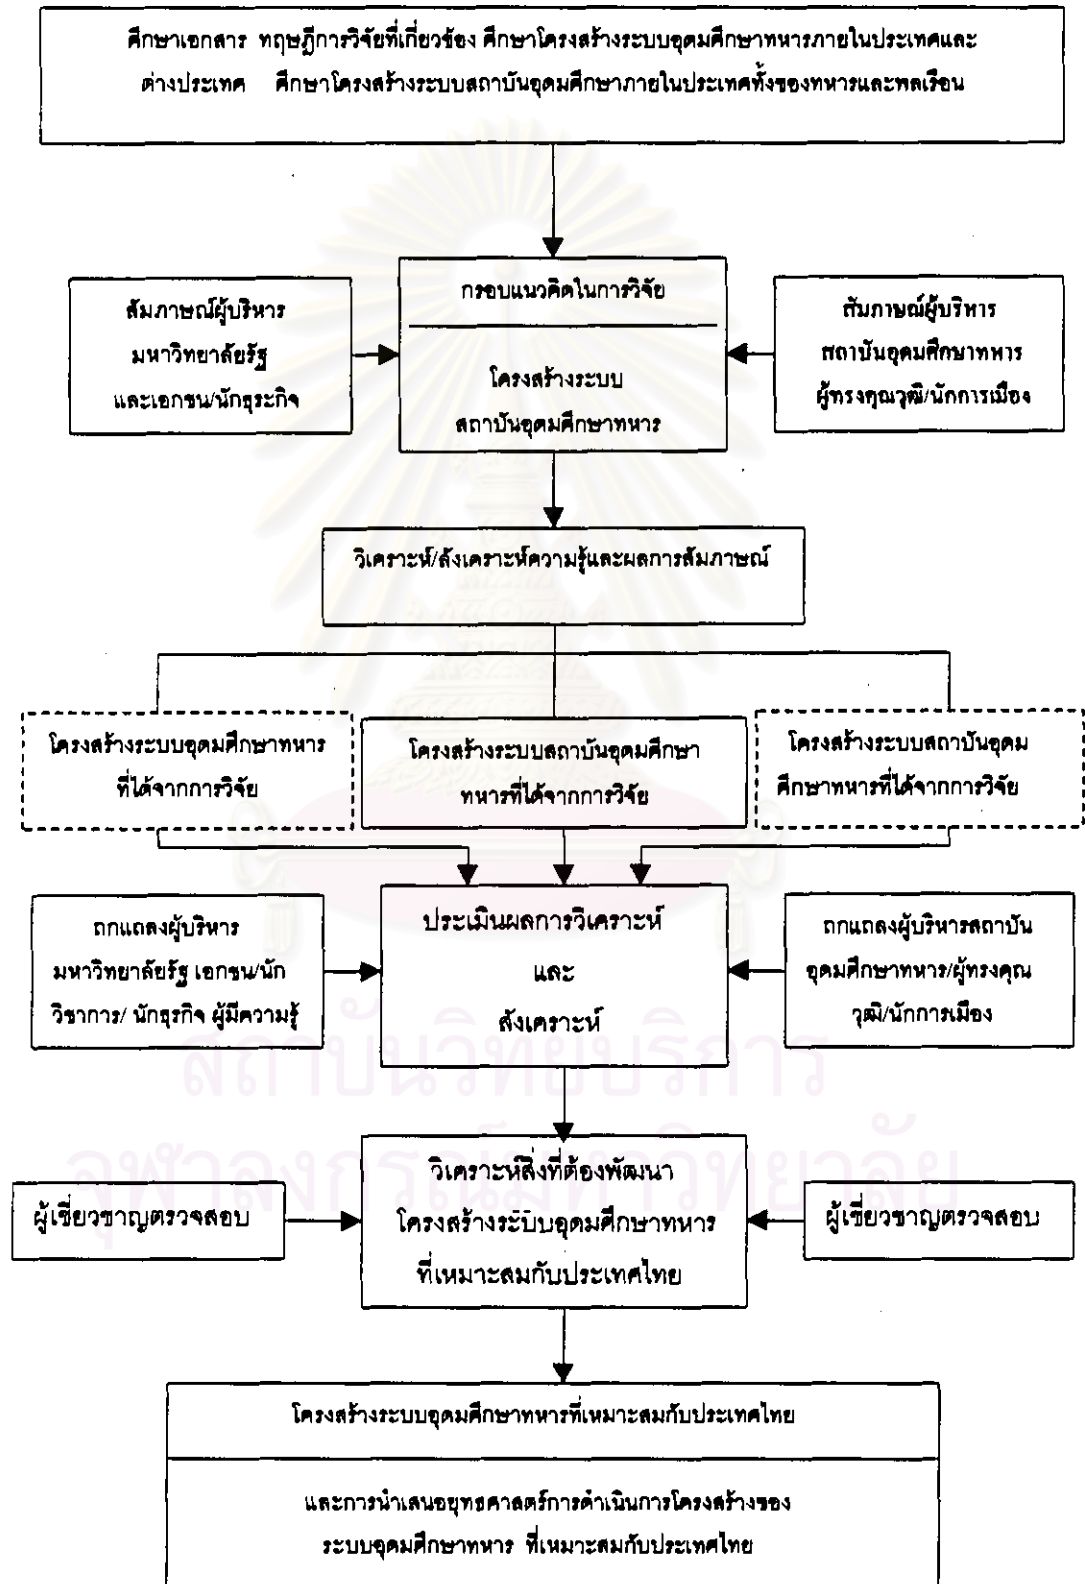 ศึกษาเอกสาร ทฤษฎีการวิจัยที่เกี่ยวข้อง ศึกษาโครงสร้างระบบอุดมศึกษาทหารภายในประเทศและ
ต่างประเทศ ศึกษาโครงสร้างระบบสถาบันอุดมศึกษาภายในประเทศทั้งของทหารและพลเรือน
สัมภาษณ์ผู้บริหาร
มหาวิทยาลัยรัฐ
และเอกชน/นักธุระกิจ
กรอบแนวคิดในการวิจัย
โครงสร้างระบบ
สถาบันอุดมศึกษาทหาร
สัมภาษณ์ผู้บริหาร
สถาบันอุดมศึกษาทหาร
ผู้ทรงคุณวุฒิ/นักการเมือง
วิเคราะห์/สังเคราะห์ความรู้และผลการสัมภาษณ์
โครงสร้างระบบอุดมศึกษาทหาร
ที่ได้จากการวิจัย
โครงสร้างระบบสถาบันอุดมศึกษา
ทหารที่ได้จากการวิจัย
โครงสร้างระบบสถาบันอุดม
ศึกษาทหารที่ได้จากการวิจัย
ถกแถลงผู้บริหาร
มหาวิทยาลัยรัฐ เอกชน/นัก
วิชาการ/ นักธุรกิจ ผู้มีความรู้
ประเมินผลการวิเคราะห์
และ
สังเคราะห์
ถกแถลงผู้บริหารสถาบัน
อุดมศึกษาทหาร/ผู้ทรงคุณ
วุฒิ/นักการเมือง
สถาบันวิทยบริการ
จุฬาลงกรณ์มหาวิทยาลัย
ผู้เชี่ยวชาญตรวจสอบ
วิเคราะห์สิ่งที่ต้องพัฒนา
โครงสร้างระบบอุดมศึกษาทหาร
ที่เหมาะสมกับประเทศไทย
ผู้เชี่ยวชาญตรวจสอบ
โครงสร้างระบบอุดมศึกษาทหารที่เหมาะสมกับประเทศไทย
และการนำเสนอยุทธศาสตร์การดำเนินการโครงสร้างของ
ระบบอุดมศึกษาทหาร ที่เหมาะสมกับประเทศไทย